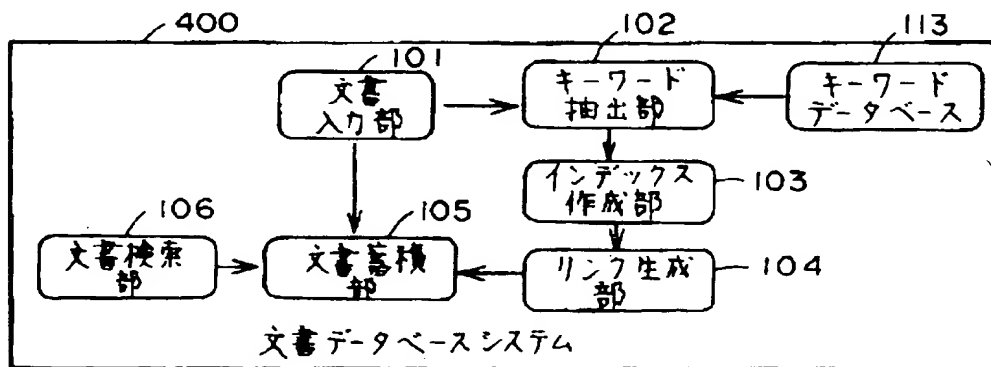 400
101
102
113
文書
入力部
キーワード
抽出部
キーワード
データベース
インデックス
作成部
103
106
文書検索
部
105
文書蓄積
部
リンク生成
部
104
文書データベースシステム